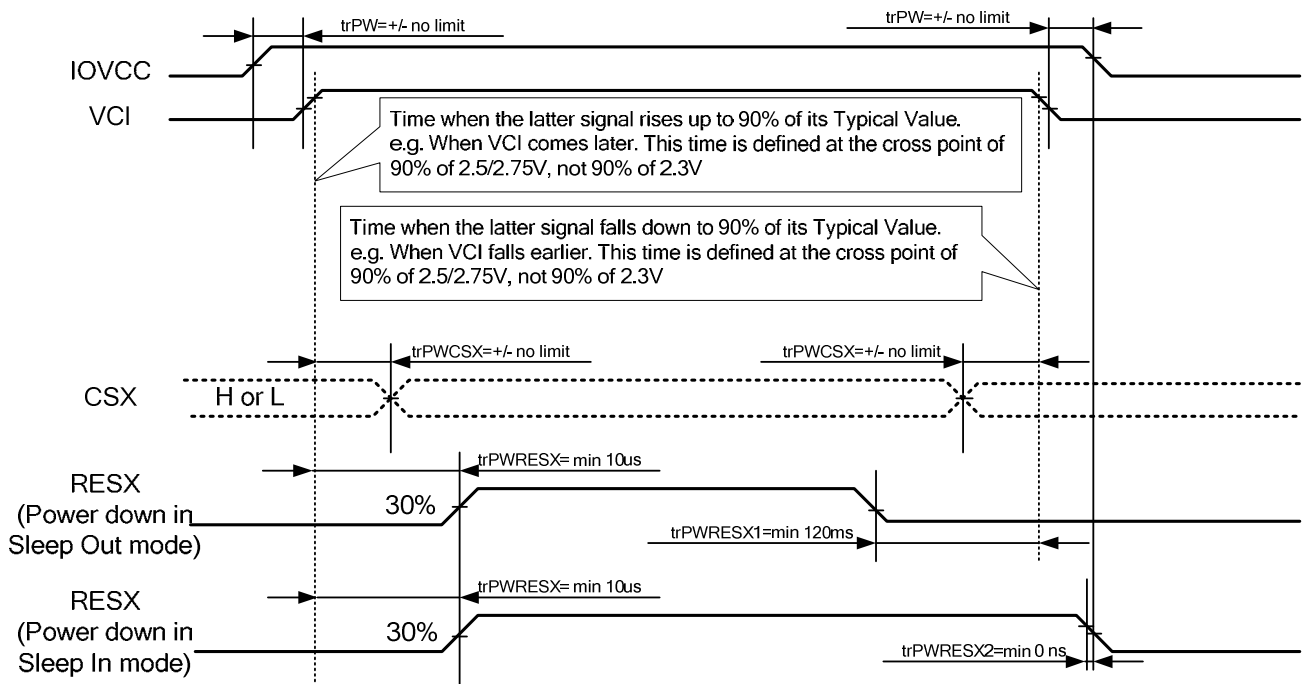 trPW=+/- no limit
trPW=+/- no limit
IOVCC
VCI
Time when the latter signal rises up to 90% of its Typical Value.
e.g. When VCI comes later. This time is defined at the cross point of
90% of 2.5/2.75V, not 90% of 2.3V
Time when the latter signal falls down to 90% of its Typical Value.
e.g. When VCI falls earlier. This time is defined at the cross point of
90% of 2.5/2.75V, not 90% of 2.3V
trPWCSX=+/- no limit
trPWCSX=+/- no limit
CSX
H or L
trPWRESX= min 10us
RESX
(Power down in
Sleep Out mode)
30%
trPWRESX1=min 120ms
trPWRESX= min 10us
RESX
(Power down in
Sleep In mode)
30%
trPWRESX2=min 0 ns